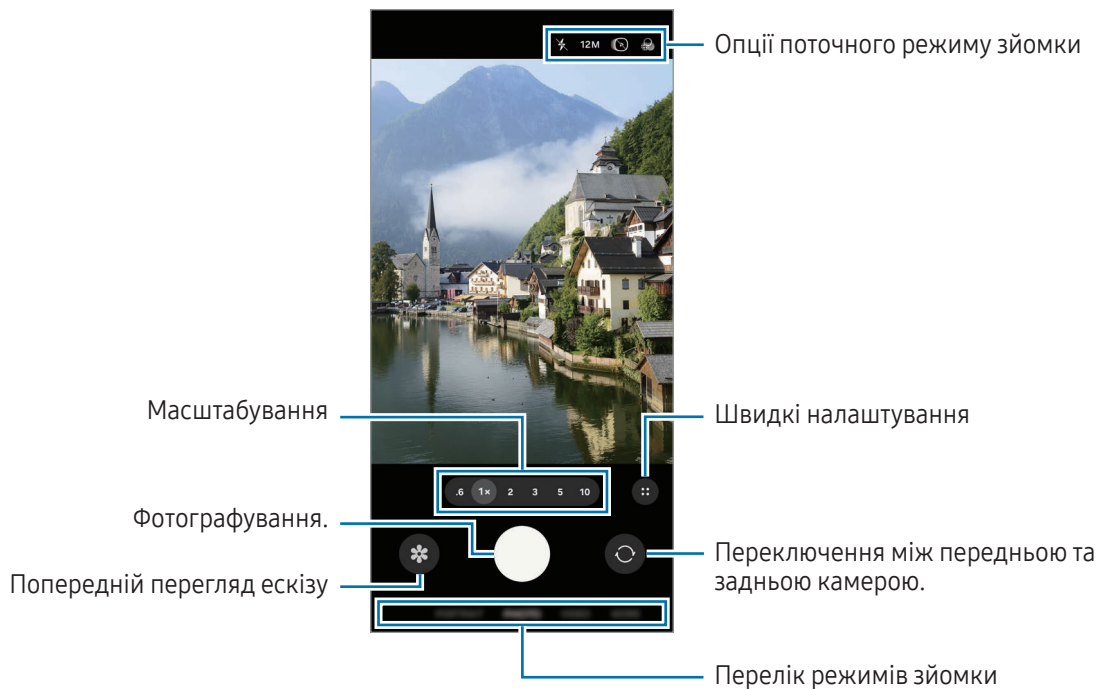 12M
Опції поточного режиму зйомки
Масштабування
Швидкі налаштування
.6 1× 2 3 5 10
Фотографування.
Переключення між передньою та
задньою камерою.
Попередній перегляд ескізу
Перелік режимів зйомки